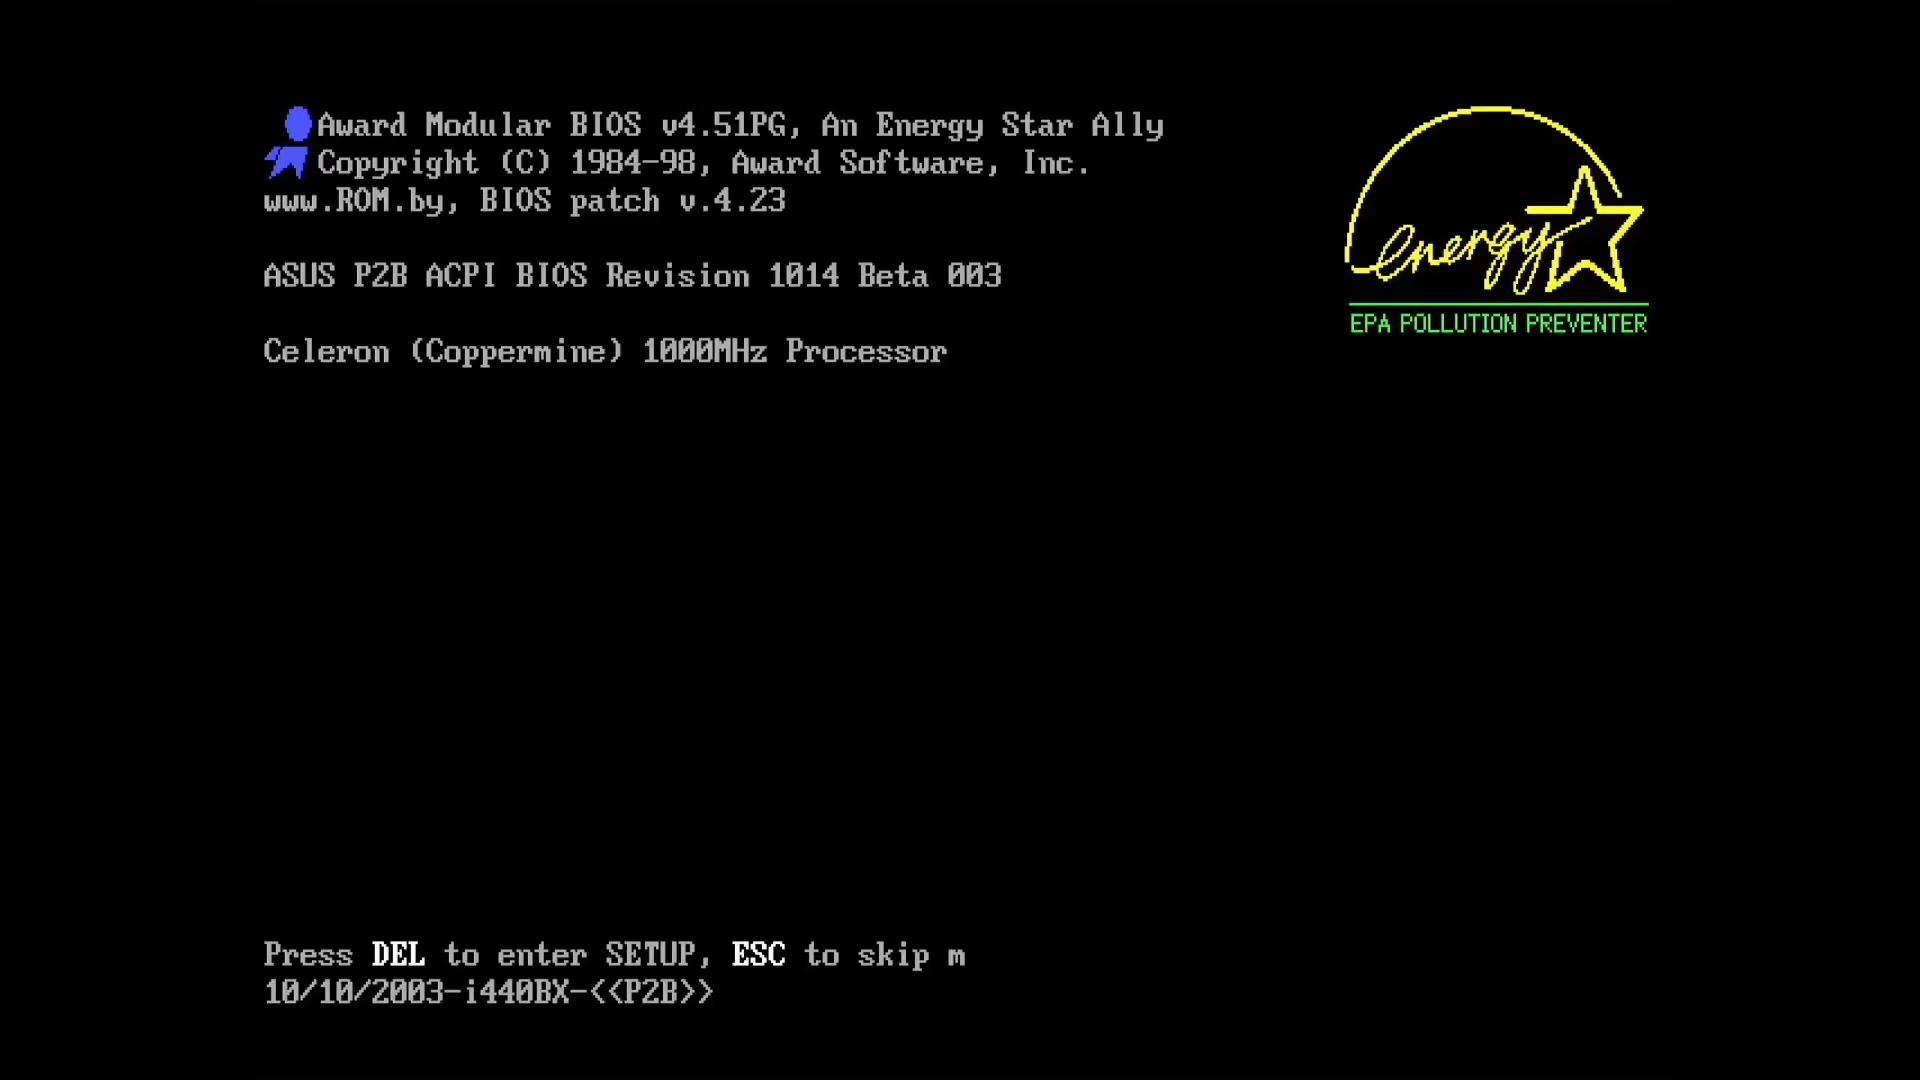 Award Modular BIOS v4.51PG, An Energy Star Ally
Copyright (C) 1984-98, Award Software, Inc.
www.ROM.by, BIOS patch v.4.23
energy
EPA POLLUTION PREVENTER
ASUS P2B ACPI BIOS Revision 1014 Beta 003
Celeron (Coppermine) 1000MHz Processor
Press DEL to enter SETUP, ESC to skip m
10/10/2003-i440BX-<<P2B>>